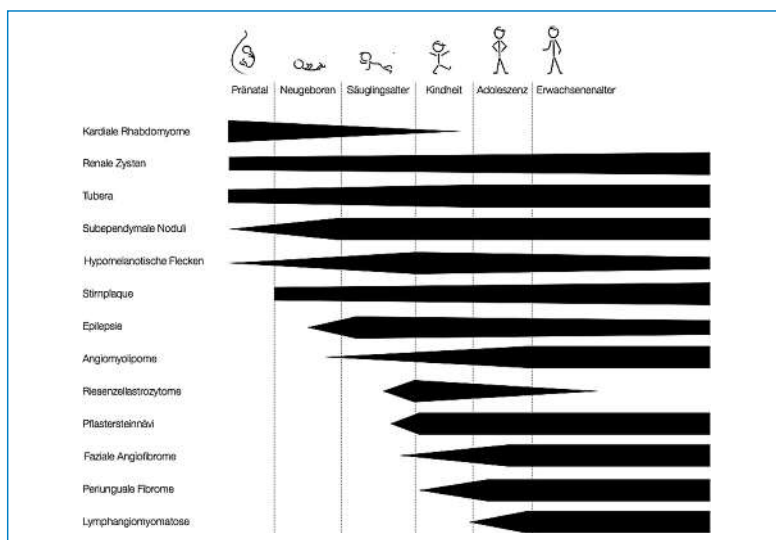 Pränatal Neugeboren Säuglingsalter Kindheit Adoleszenz Erwachsenenalter
Kardiale Rhabdomyome
Renale Zysten
Tubera
Subependymale Noduli
Hypomelanotische Flecken
Stirnplaque
Epilepsie
Angiomyolipome
Riesenzellastrozytome
Pflastersteinnävi
Faziale Angiofibrome
Periunguale Fibrome
Lymphangiomyomatose